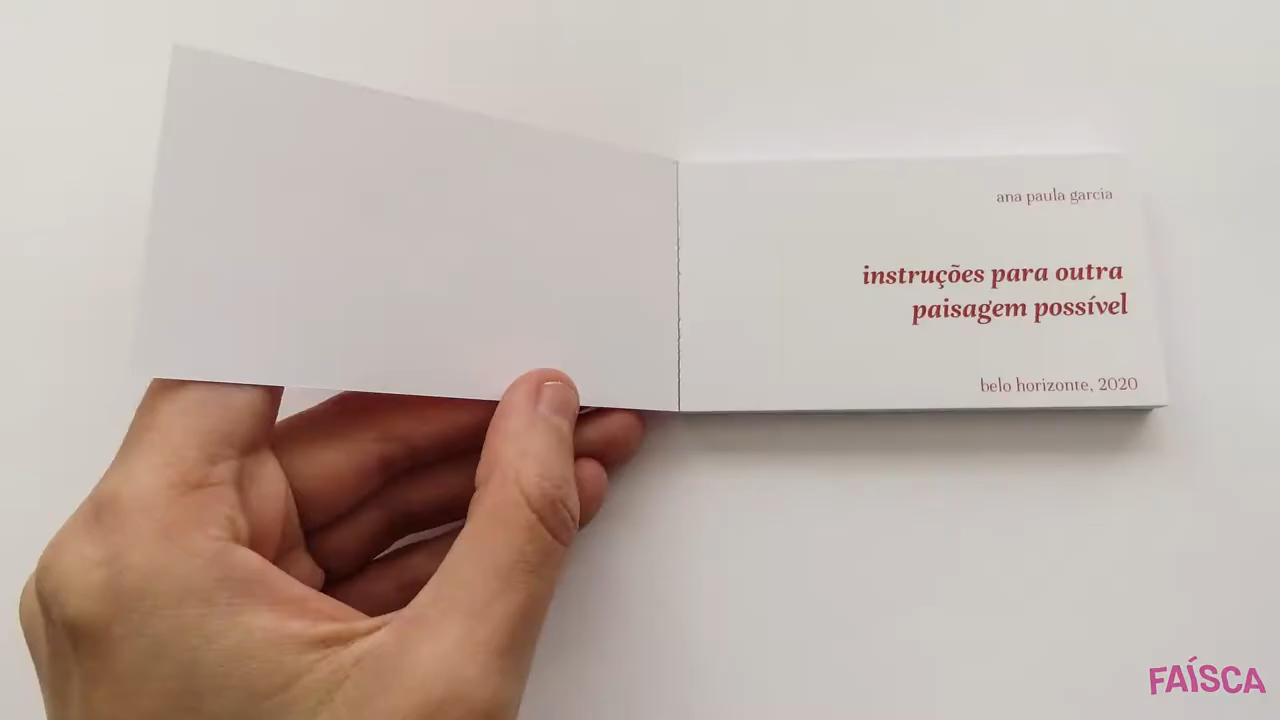 ana paula garcia
instruções para outra
paisagem possível
belo horizonte, 2020
FAÍSCA